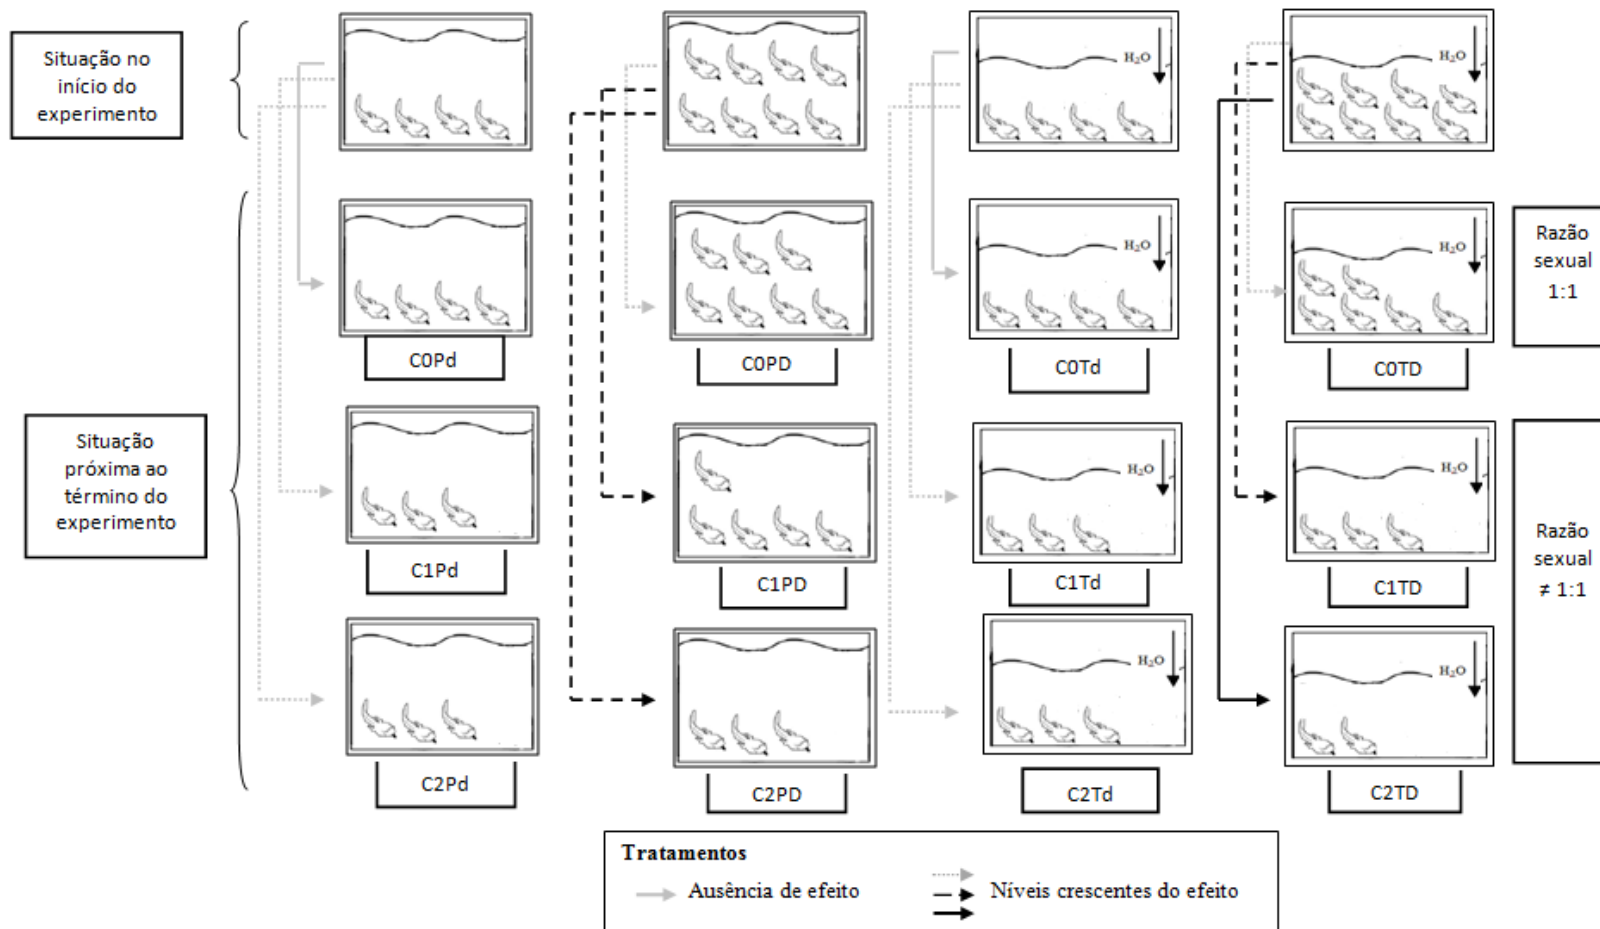 Situação no
início do
experimento
H₂O
H₂O
H₂O
H₂O
Razão
sexual
1:1
C0Pd
C0PD
C0Td
C0TD
Situação
próxima ao
término do
experimento
H₂O
H₂O
Razão
sexual
≠ 1:1
C1Pd
C1PD
C1Td
C1TD
H₂O
H₂O
C2Pd
C2PD
C2Td
C2TD
Tratamentos
Ausência de efeito
Níveis crescentes do efeito